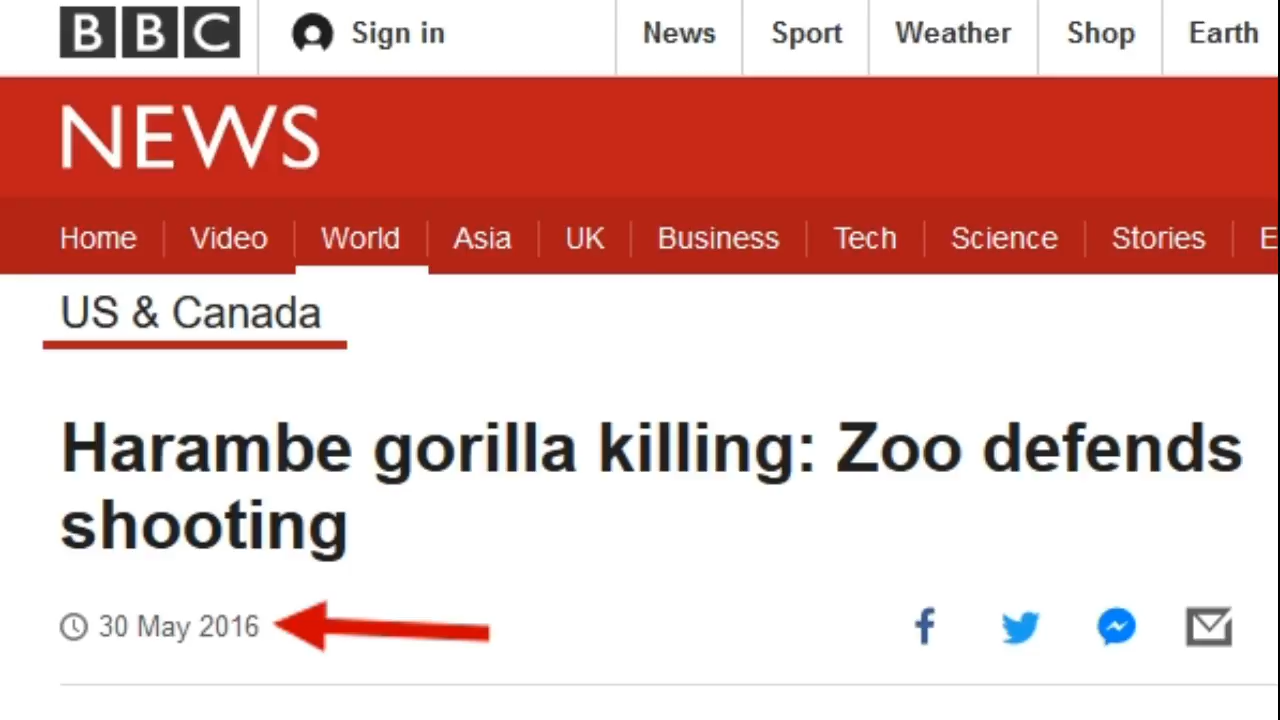 BBC Sign in News Sport Weather Shop Earth
NEWS
Home Video World Asia UK Business Tech Science Stories E
US & Canada
Harambe gorilla killing: Zoo defends
shooting
30 May 2016